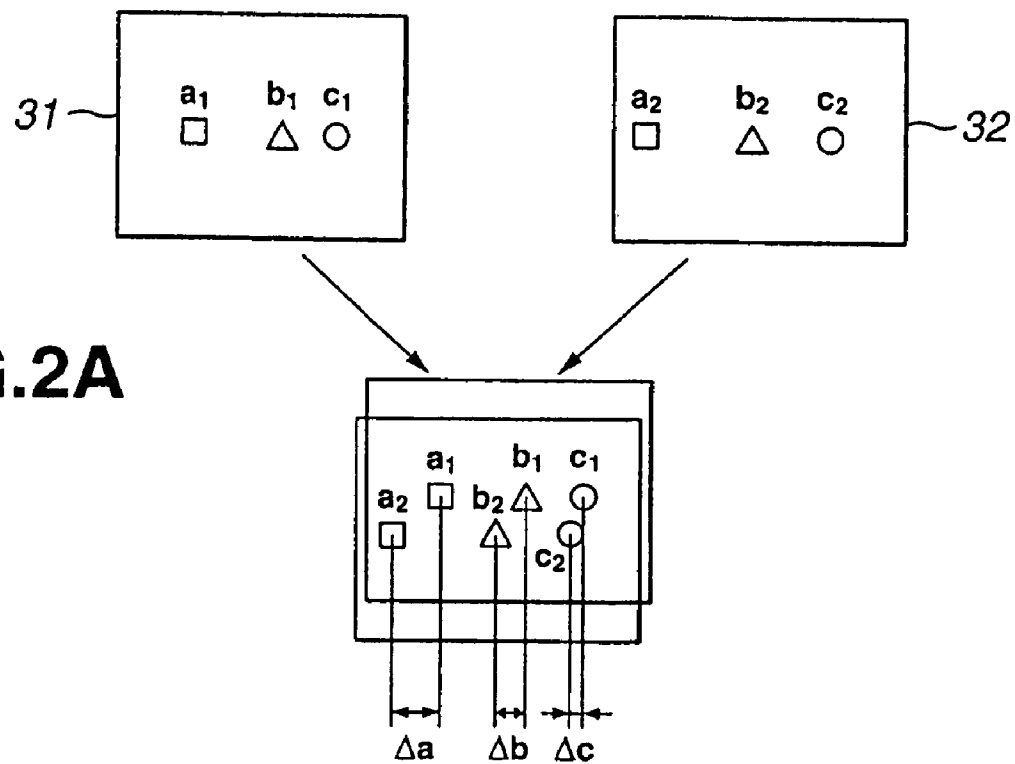 31
a₁ b₁ c₁
a₂ b₂ c₂
32
.2A
a₁ b₁ c₁
a₂ b₂
c₂
Δa Δb Δc